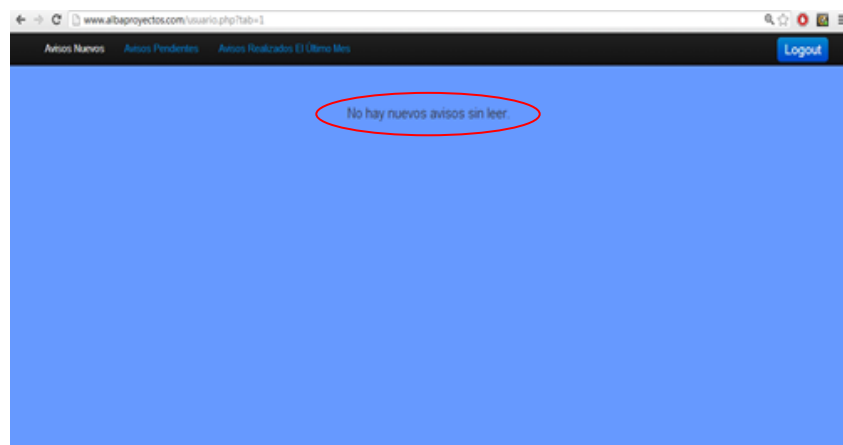 www.albaproyectos.com/usuario.php?tab=1
Avisos Nuevos Avisos Pendientes Avisos Realizados El Último Mes Logout
No hay nuevos avisos sin leer.